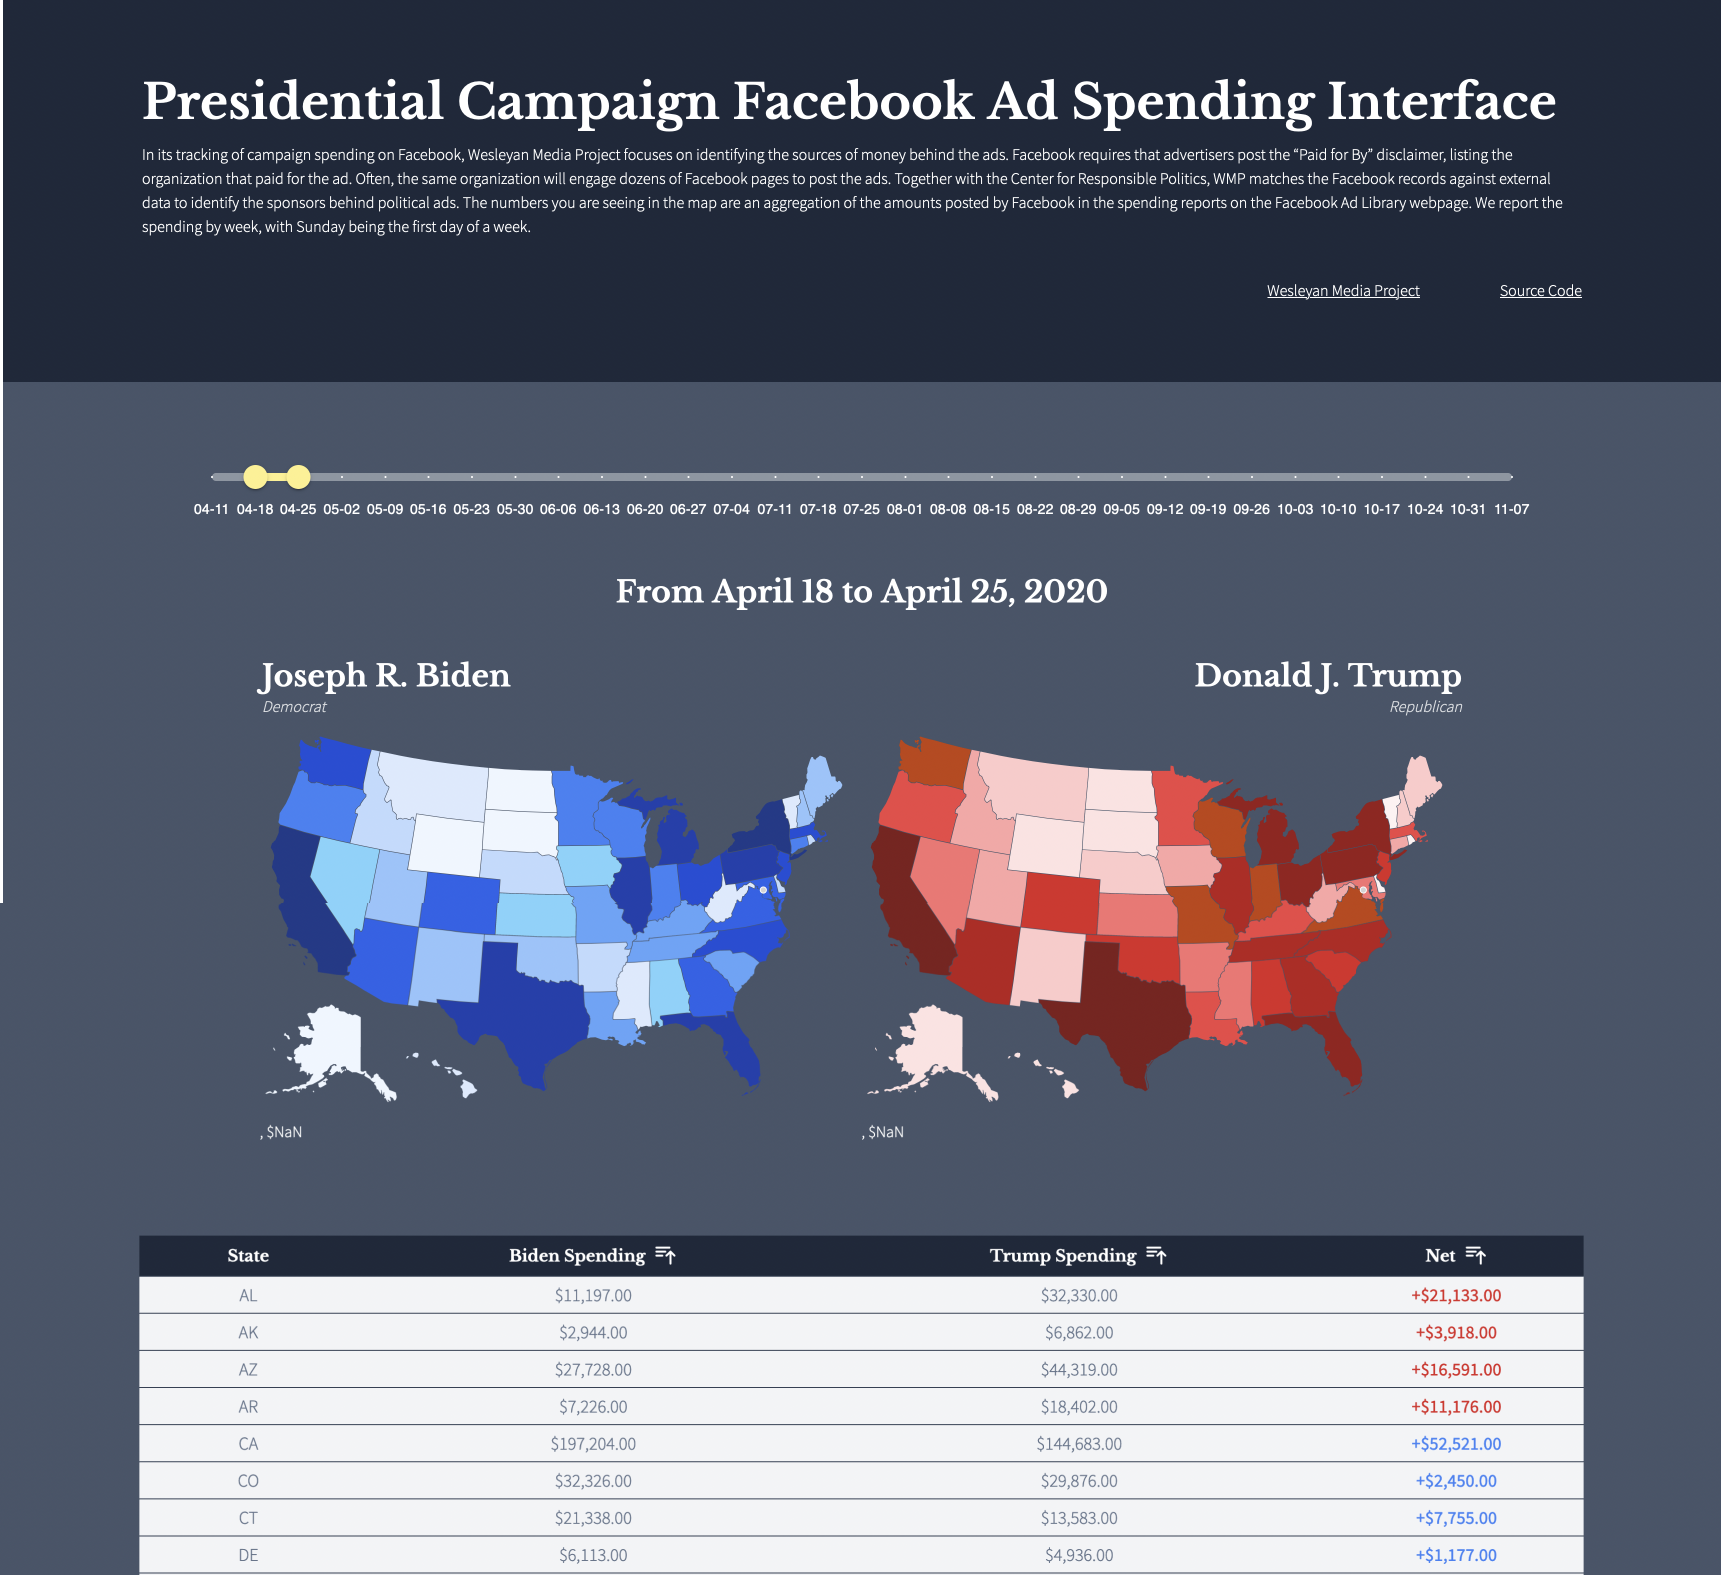 Presidential Campaign Facebook Ad Spending Interface
In its tracking of campaign spending on Facebook, Wesleyan Media Project focuses on identifying the sources of money behind the ads. Facebook requires that advertisers post the “Paid for By” disclaimer, listing the
organization that paid for the ad. Often, the same organization will engage dozens of Facebook pages to post the ads. Together with the Center for Responsible Politics, WMP matches the Facebook records against external
data to identify the sponsors behind political ads. The numbers you are seeing in the map are an aggregation of the amounts posted by Facebook in the spending reports on the Facebook Ad Library webpage. We report the
spending by week, with Sunday being the first day of a week.
Wesleyan Media Project Source Code
04-11 04-18 04-25 05-02 05-09 05-16 05-23 05-30 06-06 06-13 06-20 06-27 07-04 07-11 07-18 07-25 08-01 08-08 08-15 08-22 08-29 09-05 09-12 09-19 09-26 10-03 10-10 10-17 10-24 10-31 11-07
From April 18 to April 25, 2020
Joseph R. Biden Donald J. Trump
Democrat Republican
, $NaN , $NaN
State Biden Spending Trump Spending Net
AL $11,197.00 $32,330.00 +$21,133.00
AK $2,944.00 $6,862.00 +$3,918.00
AZ $27,728.00 $44,319.00 +$16,591.00
AR $7,226.00 $18,402.00 +$11,176.00
CA $197,204.00 $144,683.00 +$52,521.00
CO $32,326.00 $29,876.00 +$2,450.00
CT $21,338.00 $13,583.00 +$7,755.00
DE $6,113.00 $4,936.00 +$1,177.00